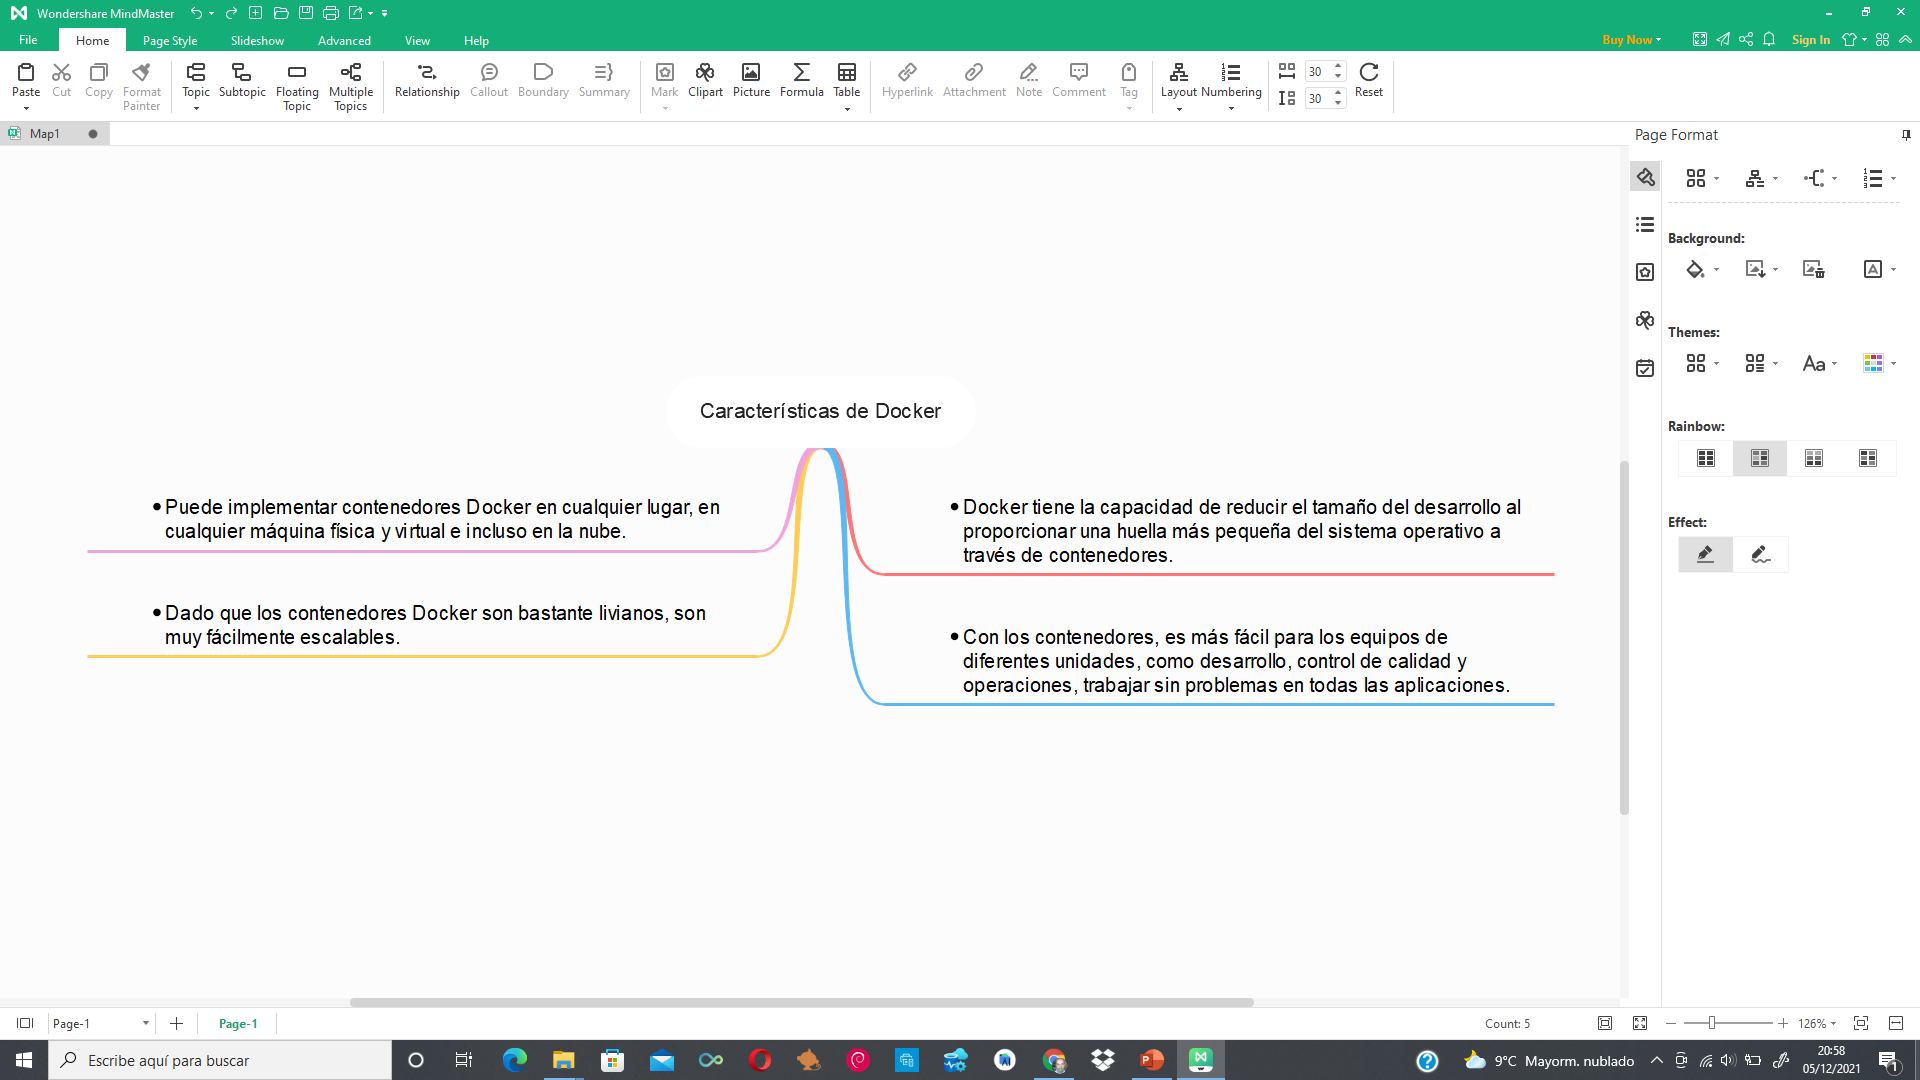 Wondershare MindMaster
File Home Page Style Slideshow Advanced View Help Buy Now Sign In
Paste Cut Copy Format Painter Topic Subtopic Floating Topic Multiple Topics Relationship Callout Boundary Summary Mark Clipart Picture Formula Table Hyperlink Attachment Note Comment Tag Layout Numbering 30 30 Reset
Map1
Page Format
Background:
Themes:
Aa
Rainbow:
Effect:
Características de Docker
• Puede implementar contenedores Docker en cualquier lugar, en
cualquier máquina física y virtual e incluso en la nube.
• Dado que los contenedores Docker son bastante livianos, son
muy fácilmente escalables.
• Docker tiene la capacidad de reducir el tamaño del desarrollo al
proporcionar una huella más pequeña del sistema operativo a
través de contenedores.
• Con los contenedores, es más fácil para los equipos de
diferentes unidades, como desarrollo, control de calidad y
operaciones, trabajar sin problemas en todas las aplicaciones.
Page-1 Page-1 Count: 5 126%
Escribe aquí para buscar
9°C Mayorm. nublado
20:58
05/12/2021
1